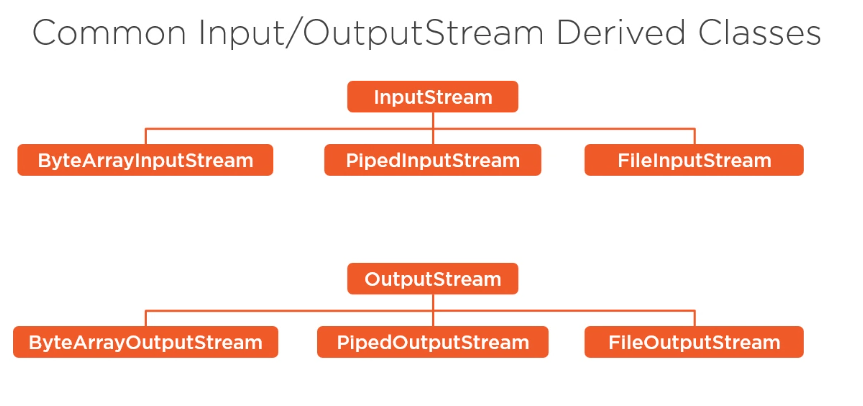 Common Input/OutputStream Derived Classes
InputStream
ByteArrayInputStream
PipedInputStream
FileInputStream
OutputStream
ByteArrayOutputStream
PipedOutputStream
FileOutputStream